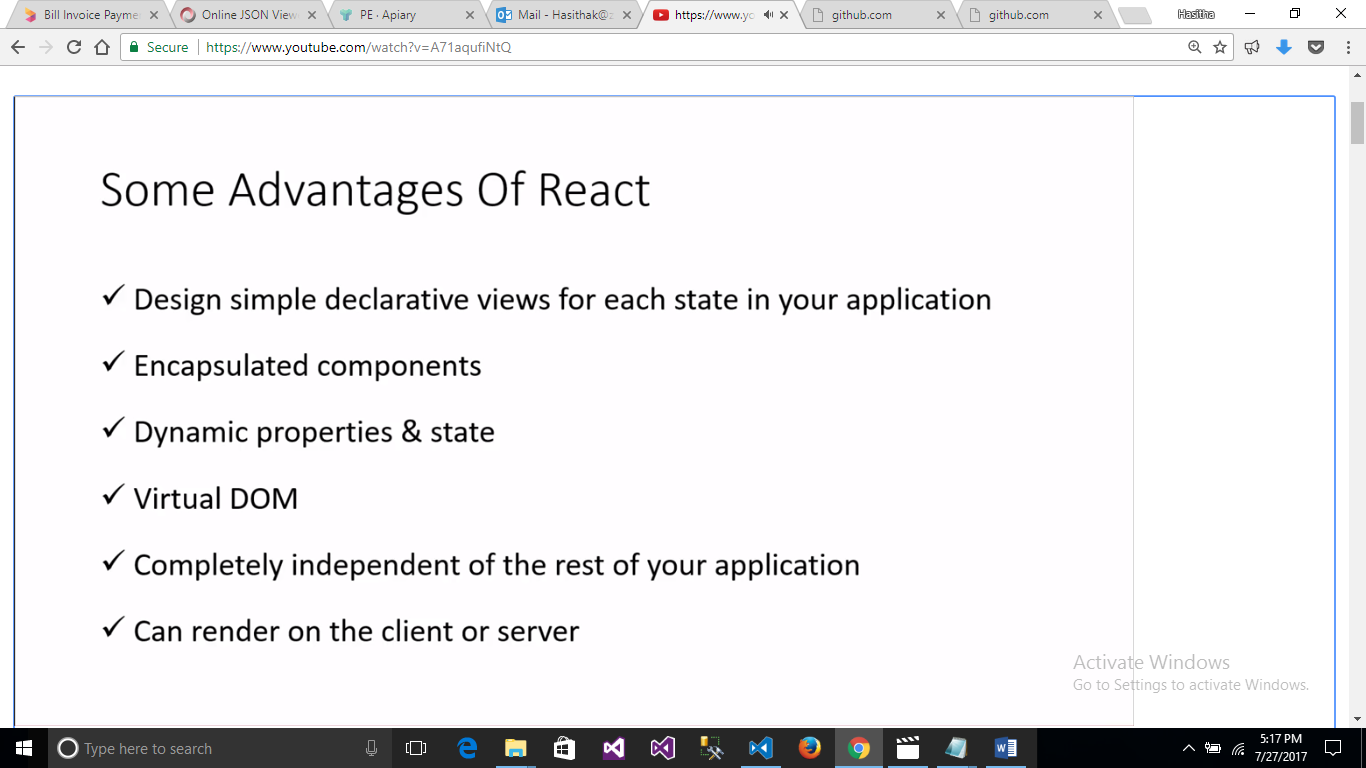 Bill Invoice Payme
Online JSON View
PE · Apiary
Mail - Hasithak@z
https://www.yo
github.com
github.com
Hasitha
Secure
https://www.youtube.com/watch?v=A71aqufiNtQ
Some Advantages Of React
✓ Design simple declarative views for each state in your application
✓ Encapsulated components
✓ Dynamic properties & state
✓ Virtual DOM
✓ Completely independent of the rest of your application
✓ Can render on the client or server
Activate Windows
Go to Settings to activate Windows.
Type here to search
5:17 PM
7/27/2017